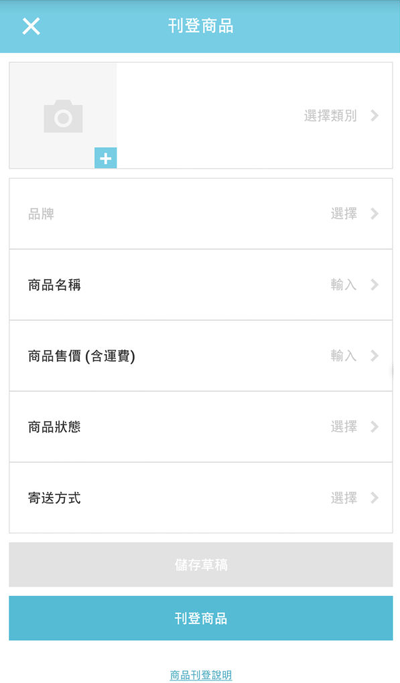 刊登商品
選擇類別
品牌 選擇
商品名稱 輸入
商品售價 (含運費) 輸入
商品狀態 選擇
寄送方式 選擇
儲存草稿
刊登商品
商品刊登說明